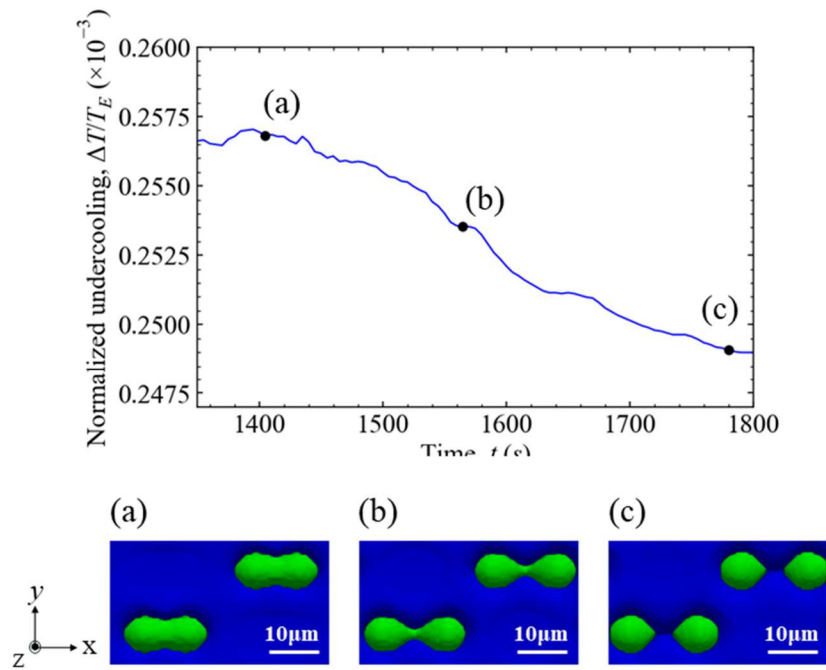 Normalized undercooling, ΔT/T_E (×10⁻³)
0.2600
0.2575
0.2550
0.2525
0.2500
0.2475
(a)
(b)
(c)
1400 1500 1600 1700 1800
Time, t (s)
(a) (b) (c)
y
z x
10μm 10μm 10μm